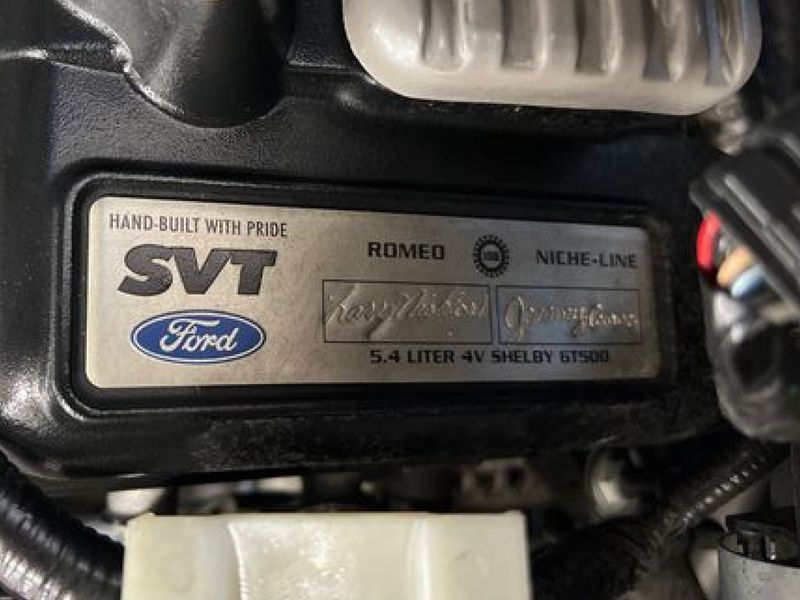 HAND-BUILT WITH PRIDE
SVT
Ford
ROMEO NICHE-LINE
5.4 LITER 4V SHELBY GT500